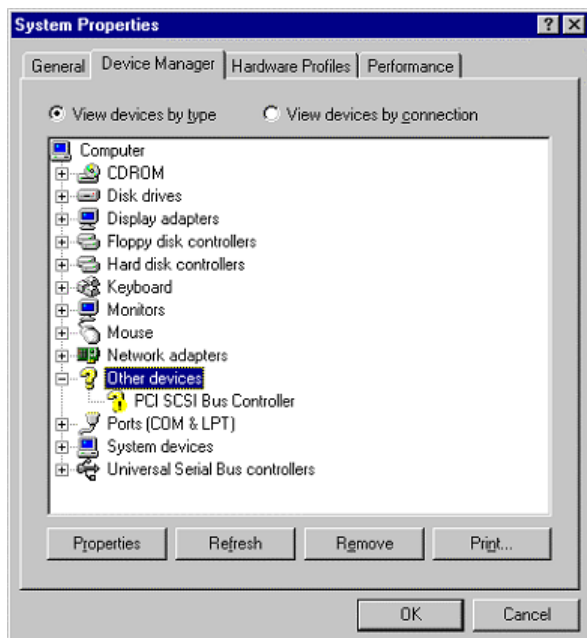 System Properties
General Device Manager Hardware Profiles Performance
View devices by type View devices by connection
Computer
CDROM
Disk drives
Display adapters
Floppy disk controllers
Hard disk controllers
Keyboard
Monitors
Mouse
Network adapters
Other devices
PCI SCSI Bus Controller
Ports (COM & LPT)
System devices
Universal Serial Bus controllers
Properties Refresh Remove Print...
OK Cancel